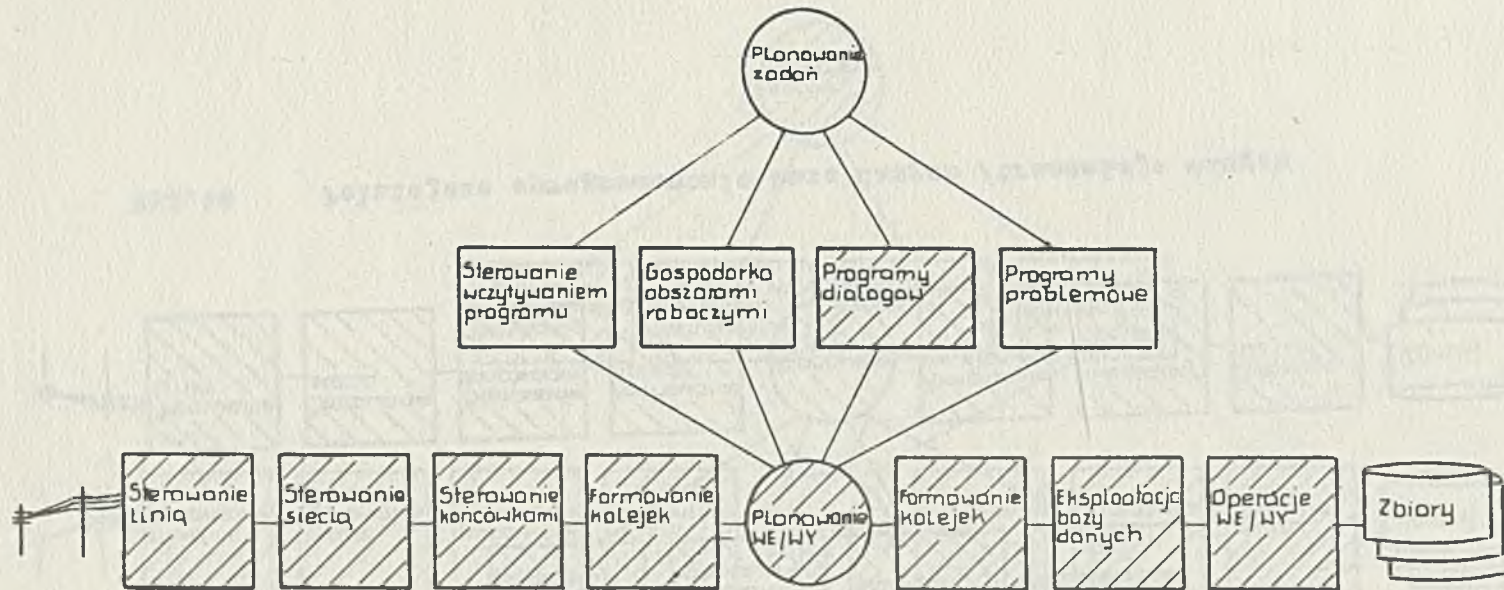 Planowanie
zadań
Sterowanie
wczytywaniem
programu
Gospodarka
obszarami
roboczymi
Programy
dialogów
Programy
problemowe
Sterowanie
linią
Sterowanie
siecią
Sterowanie
końcówkami
Formowanie
kolejek
Planowanie
WE/WY
Formowanie
kolejek
Eksploatacja
bazy
danych
Operacje
WE/WY
Zbiory